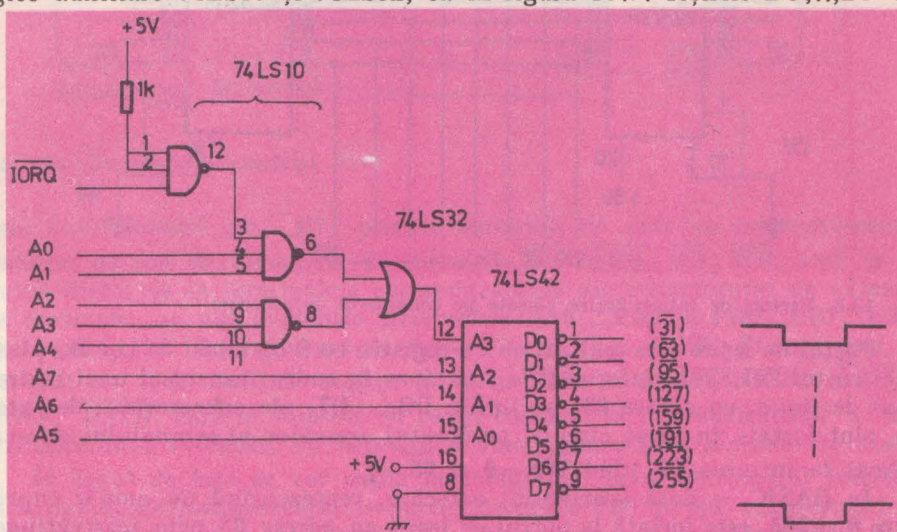 +5V
74LS10
1k
1
2
12
IORQ
74LS32
3
4
5
6
A0
A1
74LS42
A2
A3
A4
9
10
11
8
12
A3
D0
1
(31)
D1
2
(63)
A7
13
A2
D2
3
(95)
A6
14
A1
D3
4
(127)
D4
5
(159)
A5
15
A0
D5
6
(191)
+5V
16
D6
7
(223)
8
D7
9
(255)